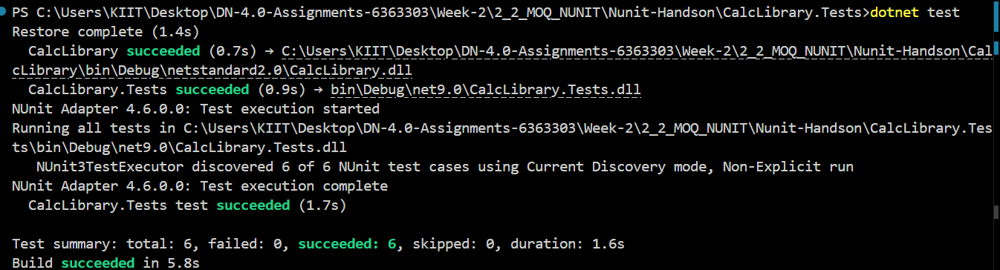 PS C:\Users\KIIT\Desktop\DN-4.0-Assignments-6363303\Week-2\2_2_MOQ_NUNIT\Nunit-Handson\CalcLibrary.Tests>dotnet test
Restore complete (1.4s)
  CalcLibrary succeeded (0.7s) → C:\Users\KIIT\Desktop\DN-4.0-Assignments-6363303\Week-2\2_2_MOQ_NUNIT\Nunit-Handson\Cal
cLibrary\bin\Debug\netstandard2.0\CalcLibrary.dll
  CalcLibrary.Tests succeeded (0.9s) → bin\Debug\net9.0\CalcLibrary.Tests.dll
NUnit Adapter 4.6.0.0: Test execution started
Running all tests in C:\Users\KIIT\Desktop\DN-4.0-Assignments-6363303\Week-2\2_2_MOQ_NUNIT\Nunit-Handson\CalcLibrary.Tes
ts\bin\Debug\net9.0\CalcLibrary.Tests.dll
   NUnit3TestExecutor discovered 6 of 6 NUnit test cases using Current Discovery mode, Non-Explicit run
NUnit Adapter 4.6.0.0: Test execution complete
  CalcLibrary.Tests test succeeded (1.7s)

Test summary: total: 6, failed: 0, succeeded: 6, skipped: 0, duration: 1.6s
Build succeeded in 5.8s